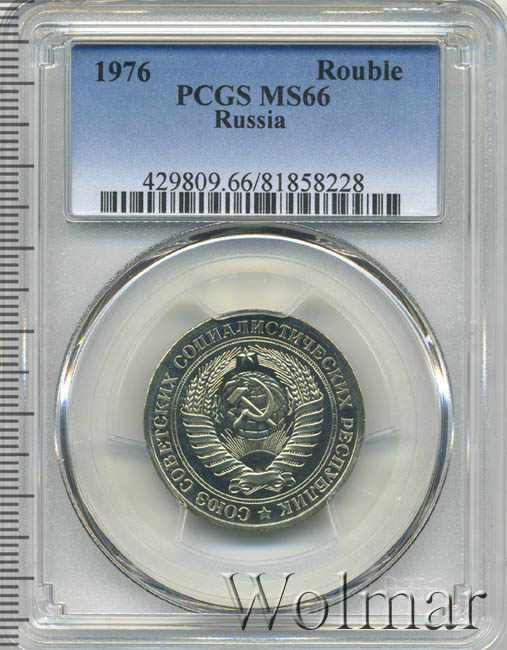 1976 Rouble
PCGS MS66
Russia
429809.66/81858228
СОЮЗ СОВЕТСКИХ СОЦИАЛИСТИЧЕСКИХ РЕСПУБЛИК
Wolmar